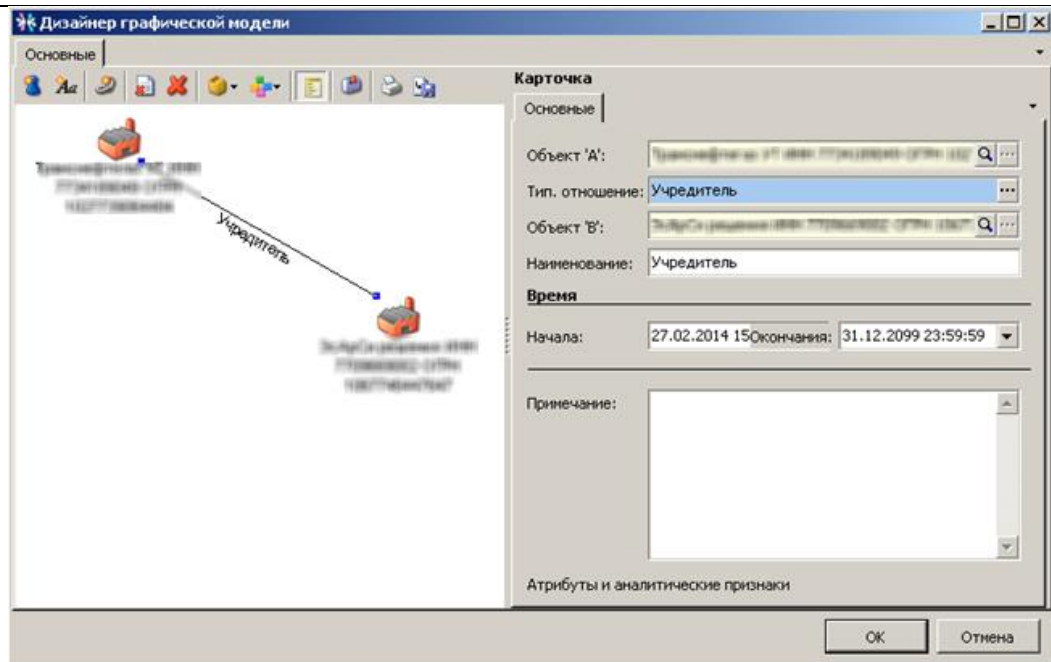 Дизайнер графической модели
Основные
Aa
Карточка
Основные
Объект 'А':
Тип. отношение: Учредитель
Объект 'В':
Наименование: Учредитель
Время
Начала: 27.02.2014 15 Окончания: 31.12.2099 23:59:59
Примечание:
Атрибуты и аналитические признаки
Учредитель
ОК Отмена